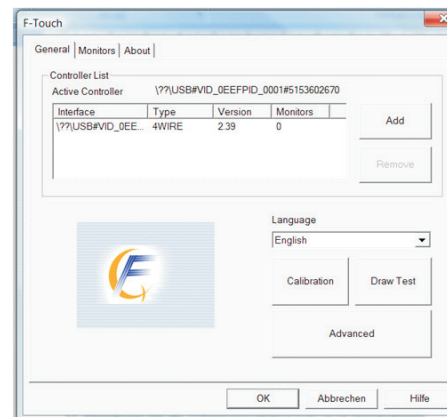 F-Touch
General Monitors About
Controller List
Active Controller \??\USB#VID_0EEFPID_0001#5153602670
Interface Type Version Monitors
\??\USB#VID_0EE... 4WIRE 2.39 0
Add
Remove
Language
English
Calibration Draw Test
Advanced
OK Abbrechen Hilfe